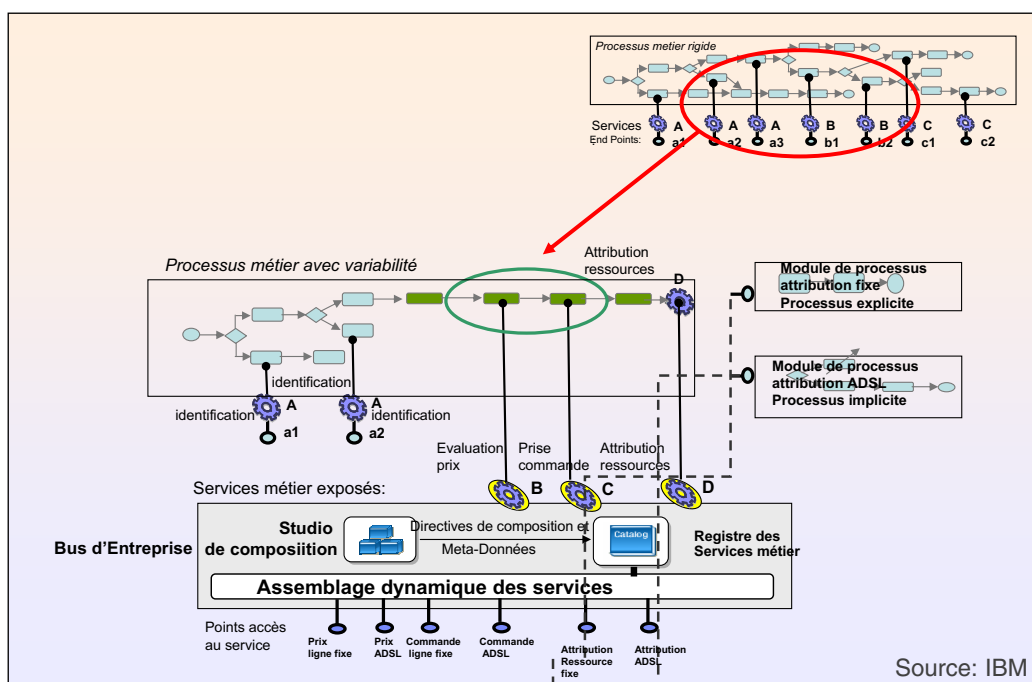 Processus metier rigide
Services
End Points:
A A A B B C C
a1 a2 a3 b1 b2 c1 c2
Processus métier avec variabilité
Attribution
ressources
D
Module de processus
attribution fixe
Processus explicite
Module de processus
attribution ADSL
Processus implicite
identification
identification
A
a1
A
identification
a2
Evaluation
prix
Prise
commande
Attribution
ressources
Services métier exposés:
B
C
D
Bus d'Entreprise
Studio
de composiition
Directives de composition et
Meta-Données
Catalog
Registre des
Services métier
Assemblage dynamique des services
Points accès
au service
Prix
ligne fixe
Prix
ADSL
Commande
ligne fixe
Commande
ADSL
Attribution
Ressource
fixe
Attribution
ADSL
Source: IBM